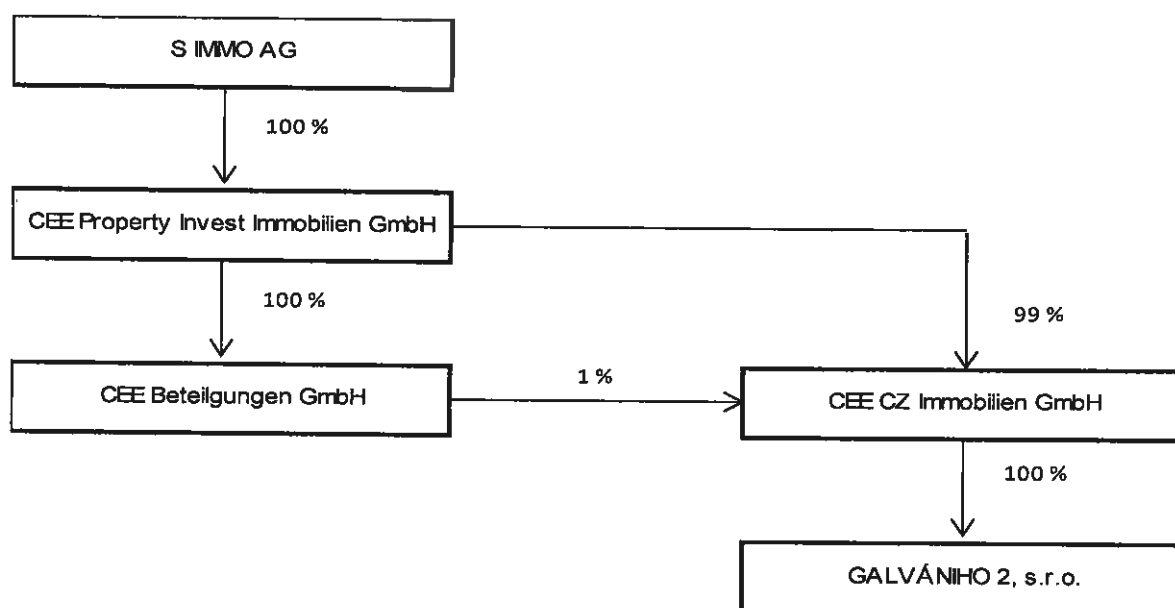 S IMMO AG
100 %
CEE Property Invest Immobilien GmbH
100 %
99 %
CEE Beteilgungen GmbH
1 %
CEE CZ Immobilien GmbH
100 %
GALVÁNIHO 2, s.r.o.